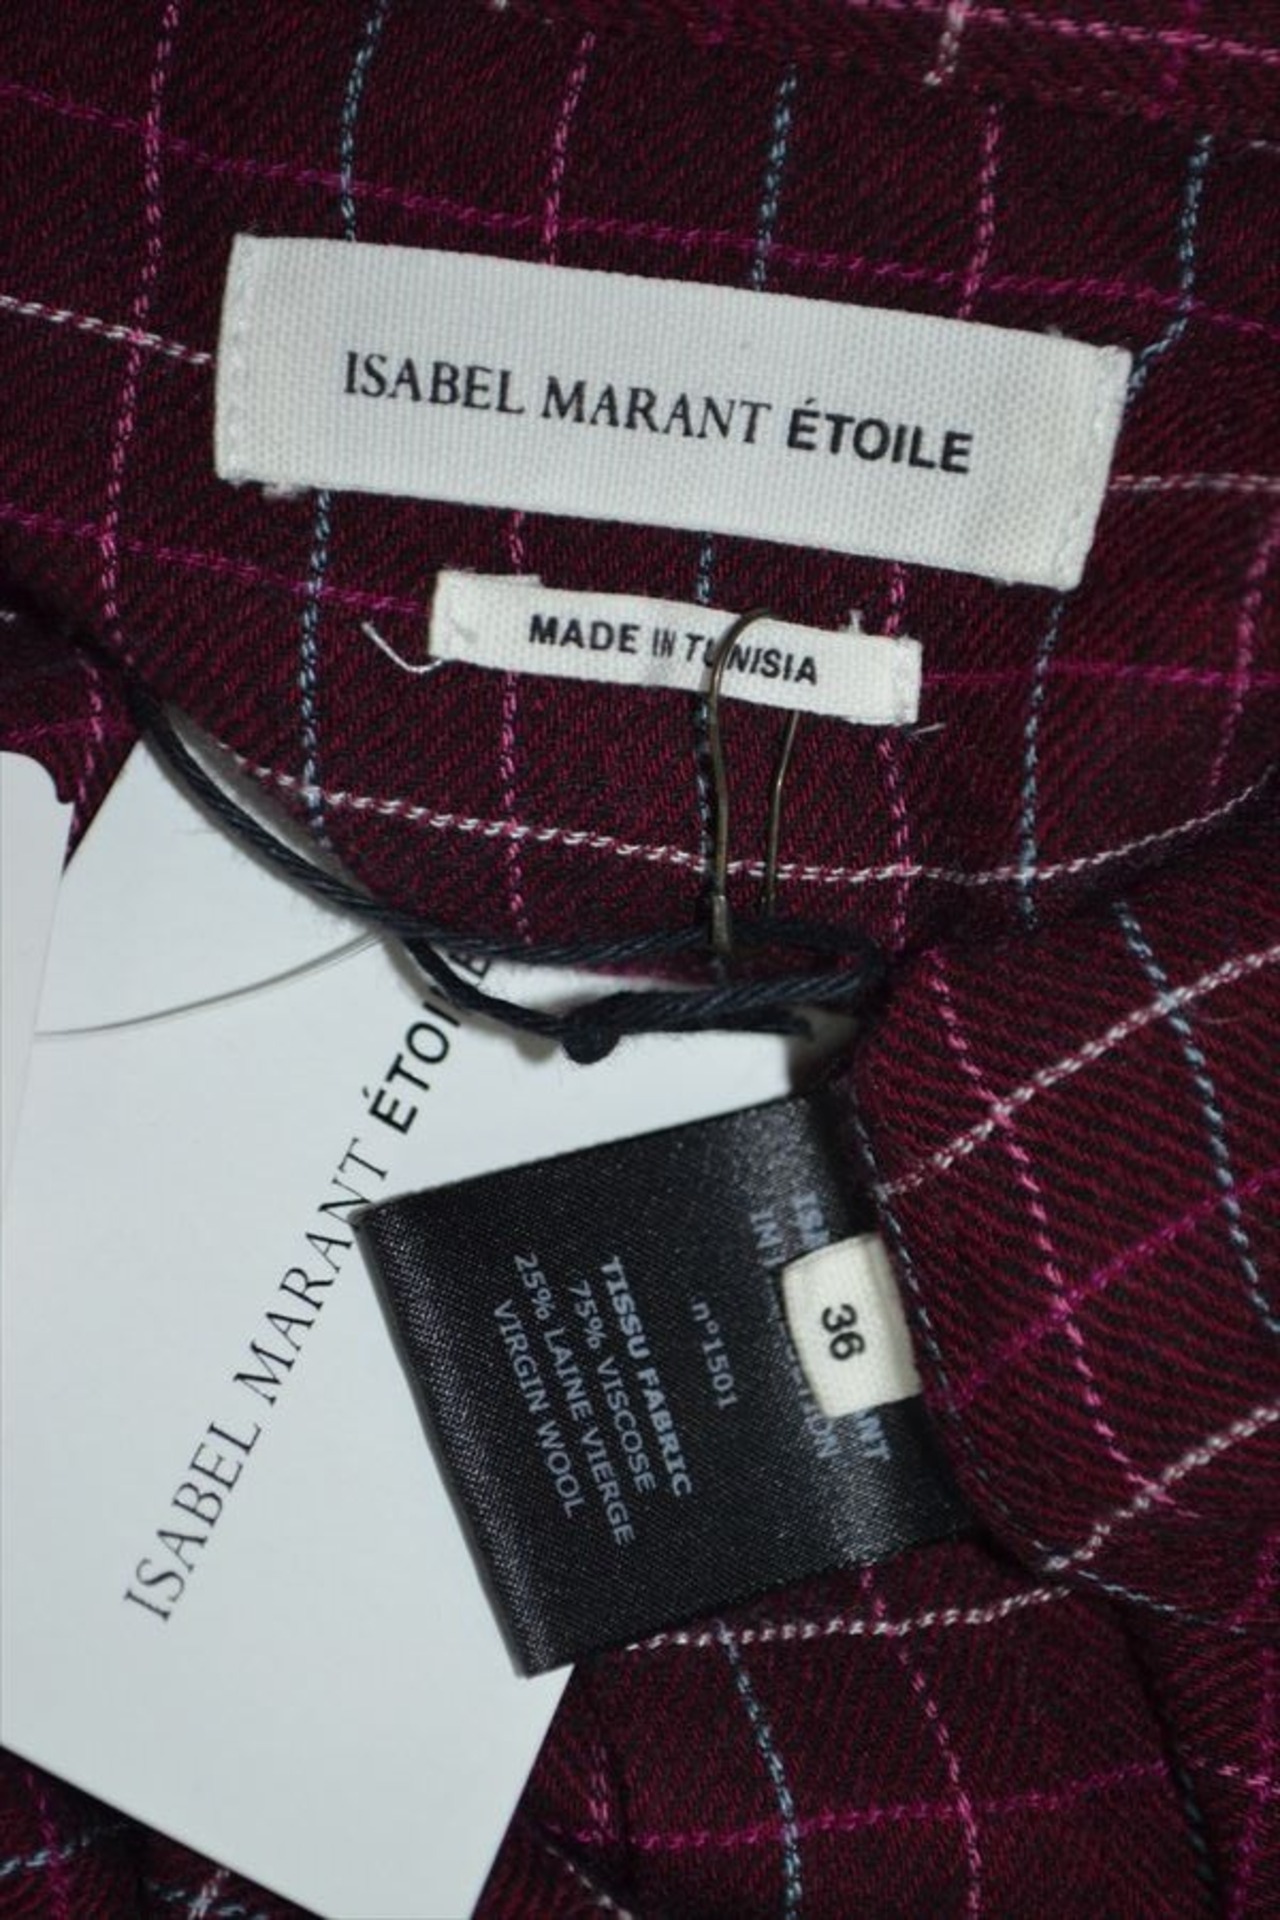 ISABEL MARANT ÉTOILE
MADE IN TUNISIA
ISABEL MARANT
36
n°1501
TISSU FABRIC
75% VISCOSE
25% LAINE VIERGE
VIRGIN WOOL